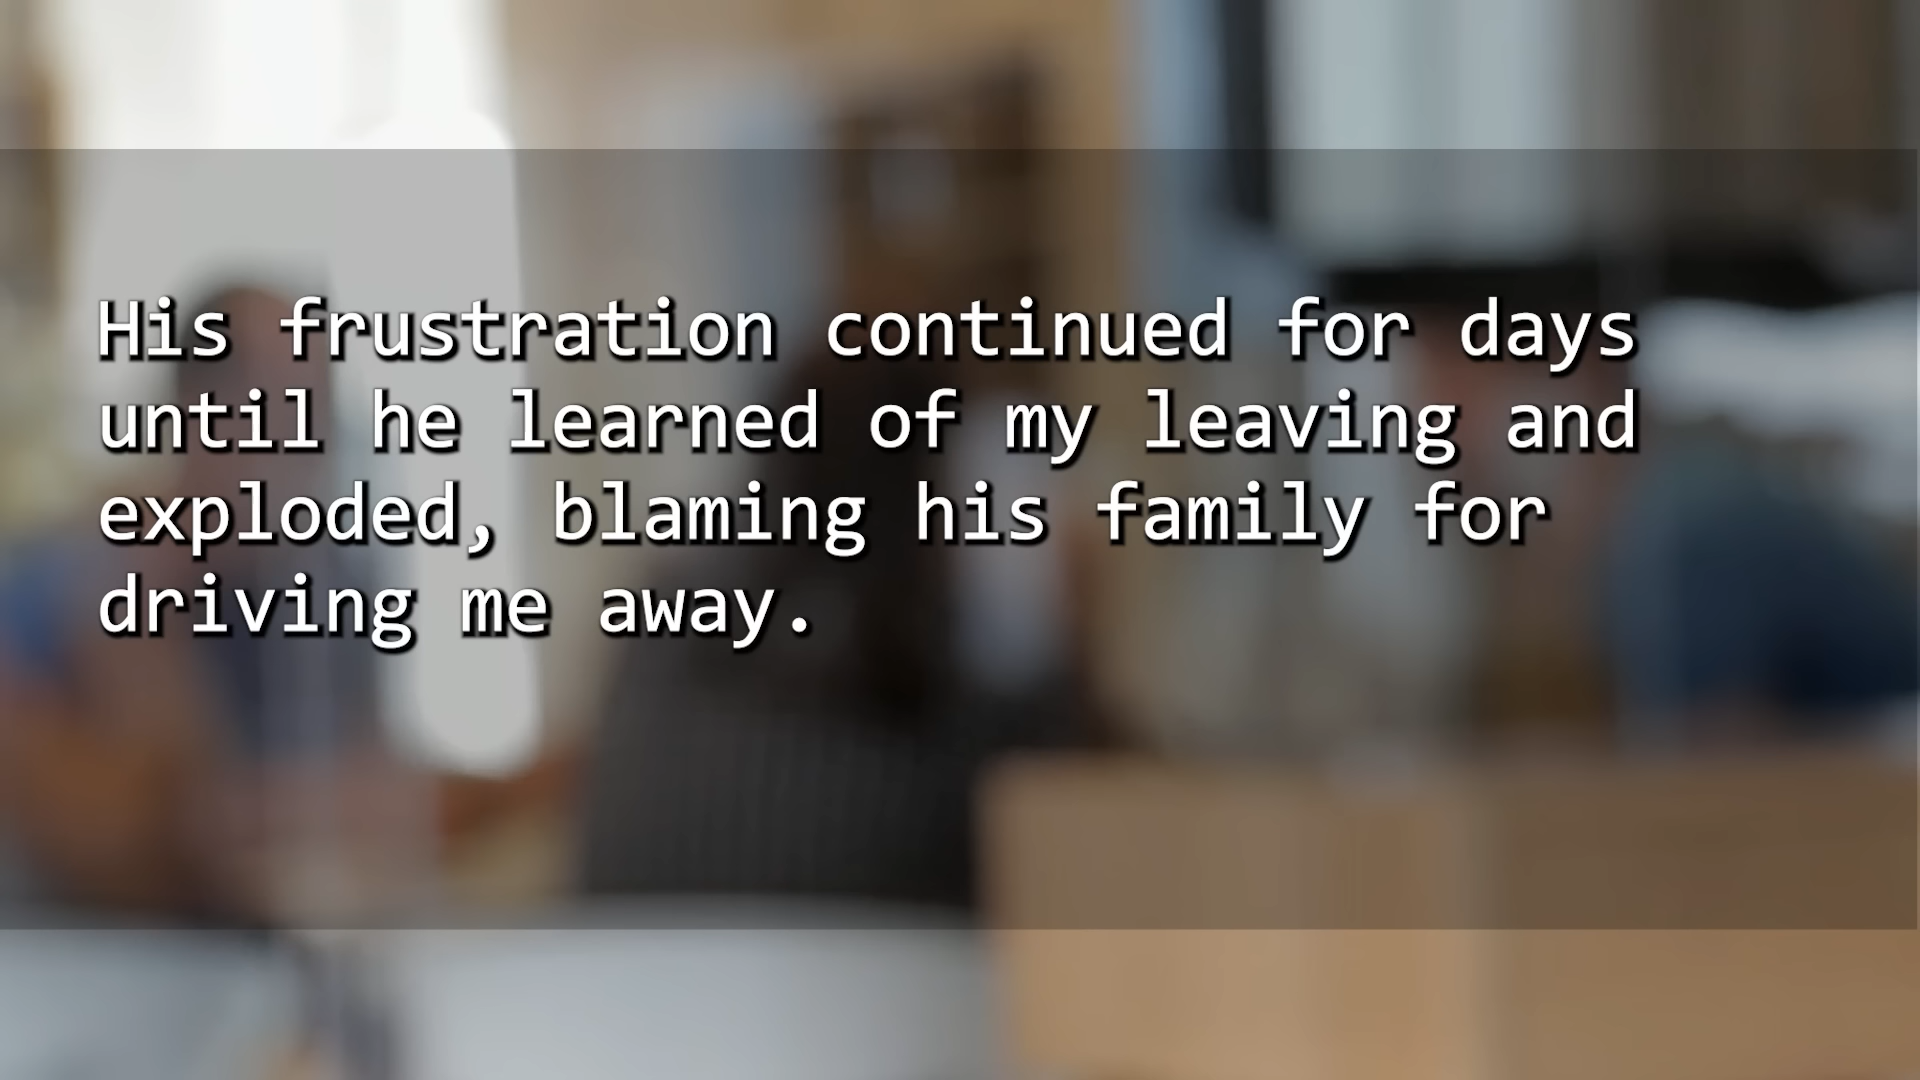 His frustration continued for days
until he learned of my leaving and
exploded, blaming his family for
driving me away.